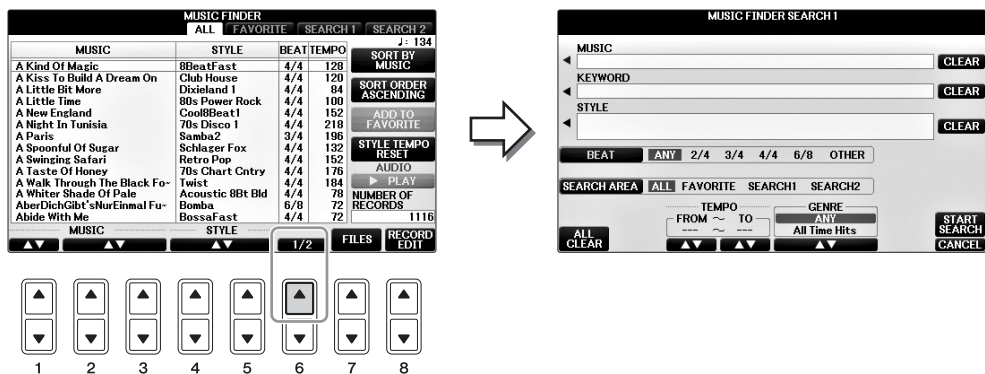 MUSIC FINDER
ALL FAVORITE SEARCH 1 SEARCH 2
MUSIC STYLE BEAT TEMPO
♩: 134
A Kind Of Magic 8BeatFast 4/4 128
A Kiss To Build A Dream On Club House 4/4 120
A Little Bit More Dixieland 1 4/4 84
A Little Time 80s Power Rock 4/4 100
A New England Cool8Beat1 4/4 152
A Night In Tunisia 70s Disco 1 4/4 218
A Paris Samba2 3/4 196
A Spoonful Of Sugar Schlager Fox 4/4 132
A Swinging Safari Retro Pop 4/4 152
A Taste Of Honey 70s Chart Cntry 4/4 176
A Walk Through The Black Fo~ Twist 4/4 184
A Whiter Shade Of Pale Acoustic 8Bt Bld 4/4 78
AberDichGibt'sNurEinmal Fu~ Bomba 6/8 72
Abide With Me BossaFast 4/4 72
SORT BY
MUSIC
SORT ORDER
ASCENDING
ADD TO
FAVORITE
STYLE TEMPO
RESET
AUDIO
▶ PLAY
NUMBER OF
RECORDS
1116
MUSIC STYLE
▲▼ ▲▼ ▲▼ 1/2 FILES RECORD
EDIT
1 2 3 4 5 6 7 8
MUSIC FINDER SEARCH 1
MUSIC
CLEAR
KEYWORD
CLEAR
STYLE
CLEAR
BEAT ANY 2/4 3/4 4/4 6/8 OTHER
SEARCH AREA ALL FAVORITE SEARCH1 SEARCH2
TEMPO GENRE
FROM ~ TO ANY
--- ~ --- All Time Hits
ALL
CLEAR
▲▼ ▲▼ ▲▼
START
SEARCH
CANCEL